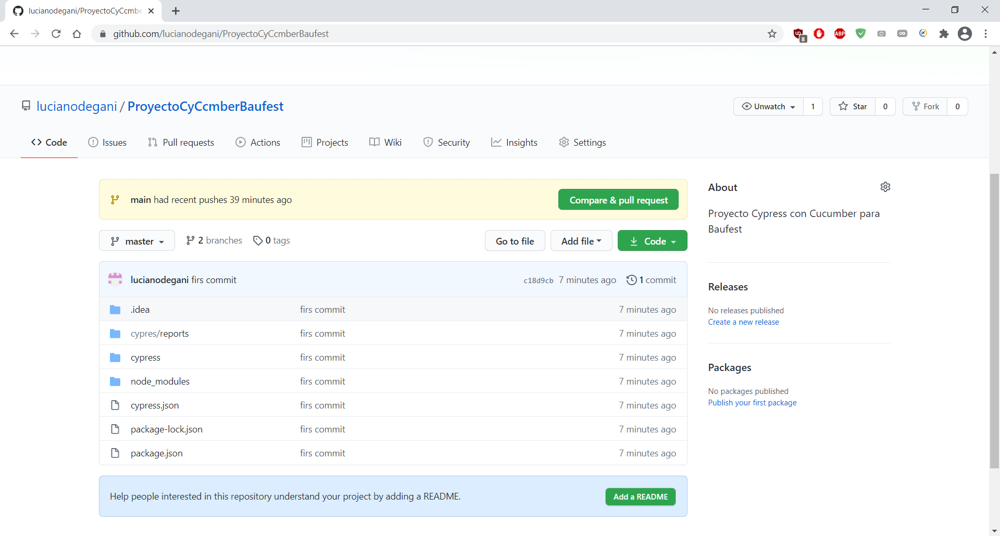 lucianodegani/ProyectoCyCcmbe
github.com/lucianodegani/ProyectoCyCcmberBaufest
8
ABP
lucianodegani / ProyectoCyCcmberBaufest
Unwatch 1
Star 0
Fork 0
Code
Issues
Pull requests
Actions
Projects
Wiki
Security
Insights
Settings
main had recent pushes 39 minutes ago
Compare & pull request
master
2 branches
0 tags
Go to file
Add file
Code
lucianodegani firs commit
c18d9cb 7 minutes ago
1 commit
.idea firs commit 7 minutes ago
cypres/reports firs commit 7 minutes ago
cypress firs commit 7 minutes ago
node_modules firs commit 7 minutes ago
cypress.json firs commit 7 minutes ago
package-lock.json firs commit 7 minutes ago
package.json firs commit 7 minutes ago
Help people interested in this repository understand your project by adding a README.
Add a README
About
Proyecto Cypress con Cucumber para
Baufest
Releases
No releases published
Create a new release
Packages
No packages published
Publish your first package